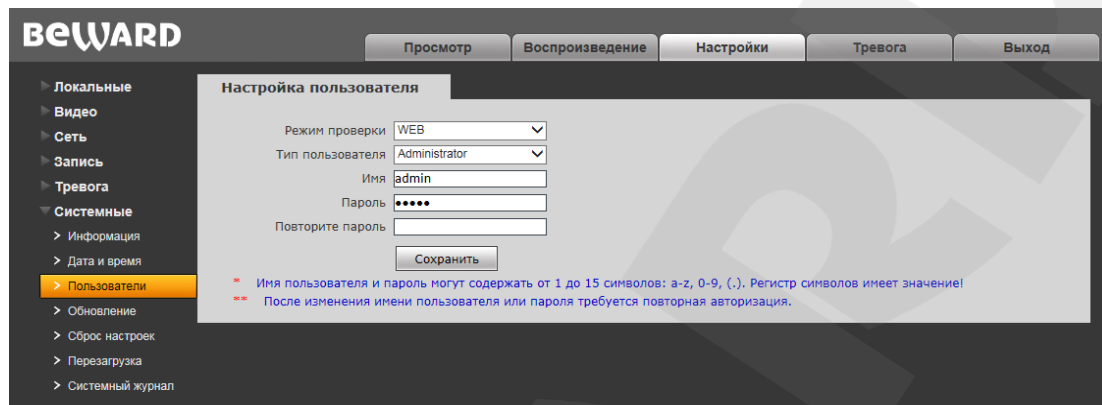 BEWARD
Просмотр Воспроизведение Настройки Тревога Выход
Локальные
Видео
Сеть
Запись
Тревога
Системные
> Информация
> Дата и время
> Пользователи
> Обновление
> Сброс настроек
> Перезагрузка
> Системный журнал
Настройка пользователя
Режим проверки WEB
Тип пользователя Administrator
Имя admin
Пароль •••••
Повторите пароль
Сохранить
* Имя пользователя и пароль могут содержать от 1 до 15 символов: a-z, 0-9, (.). Регистр символов имеет значение!
** После изменения имени пользователя или пароля требуется повторная авторизация.